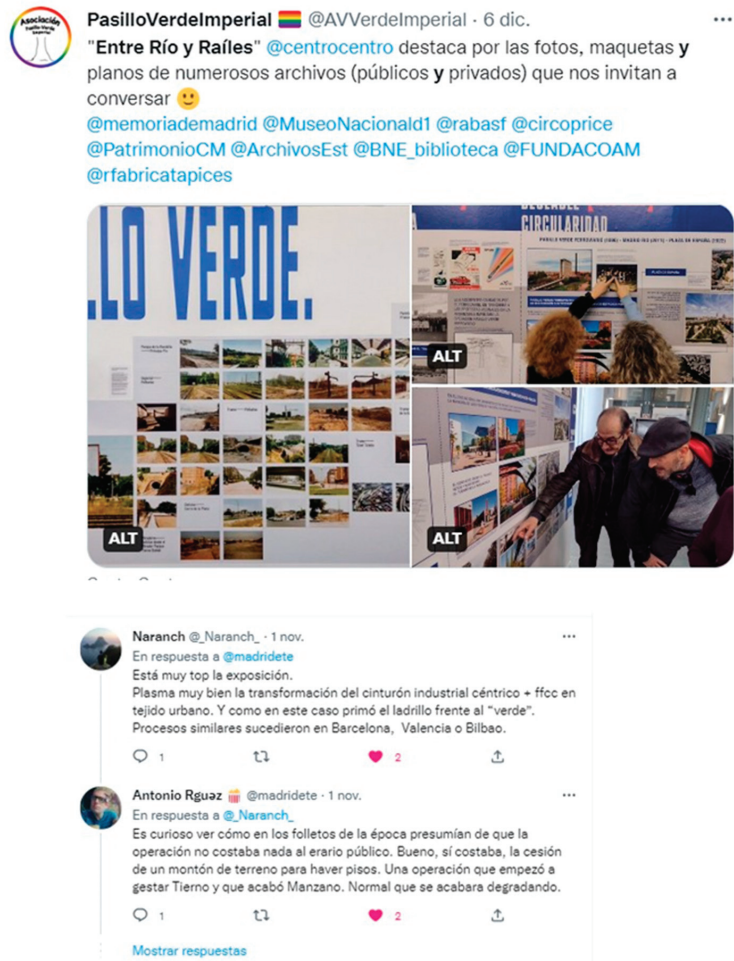 Asociación
Pasillo Verde
Imperial
PasilloVerdeImperial @AVVerdeImperial · 6 dic.
"Entre Río y Raíles" @centrocentro destaca por las fotos, maquetas y
planos de numerosos archivos (públicos y privados) que nos invitan a
conversar
@memoriademadrid @MuseoNacionald1 @rabasf @circoprice
@PatrimonioCM @ArchivosEst @BNE_biblioteca @FUNDACOAM
@rfabricatapices
LLO VERDE.
ALT
CIRCULARIDAD
ALT
ALT
Naranch @_Naranch_ · 1 nov.
En respuesta a @madridete
Está muy top la exposición.
Plasma muy bien la transformación del cinturón industrial céntrico + ffcc en
tejido urbano. Y como en este caso primó el ladrillo frente al "verde".
Procesos similares sucedieron en Barcelona, Valencia o Bilbao.
1 2
Antonio Rguəz @madridete · 1 nov.
En respuesta a @_Naranch_
Es curioso ver cómo en los folletos de la época presumían de que la
operación no costaba nada al erario público. Bueno, sí costaba, la cesión
de un montón de terreno para haver pisos. Una operación que empezó a
gestar Tierno y que acabó Manzano. Normal que se acabara degradando.
1 2
Mostrar respuestas